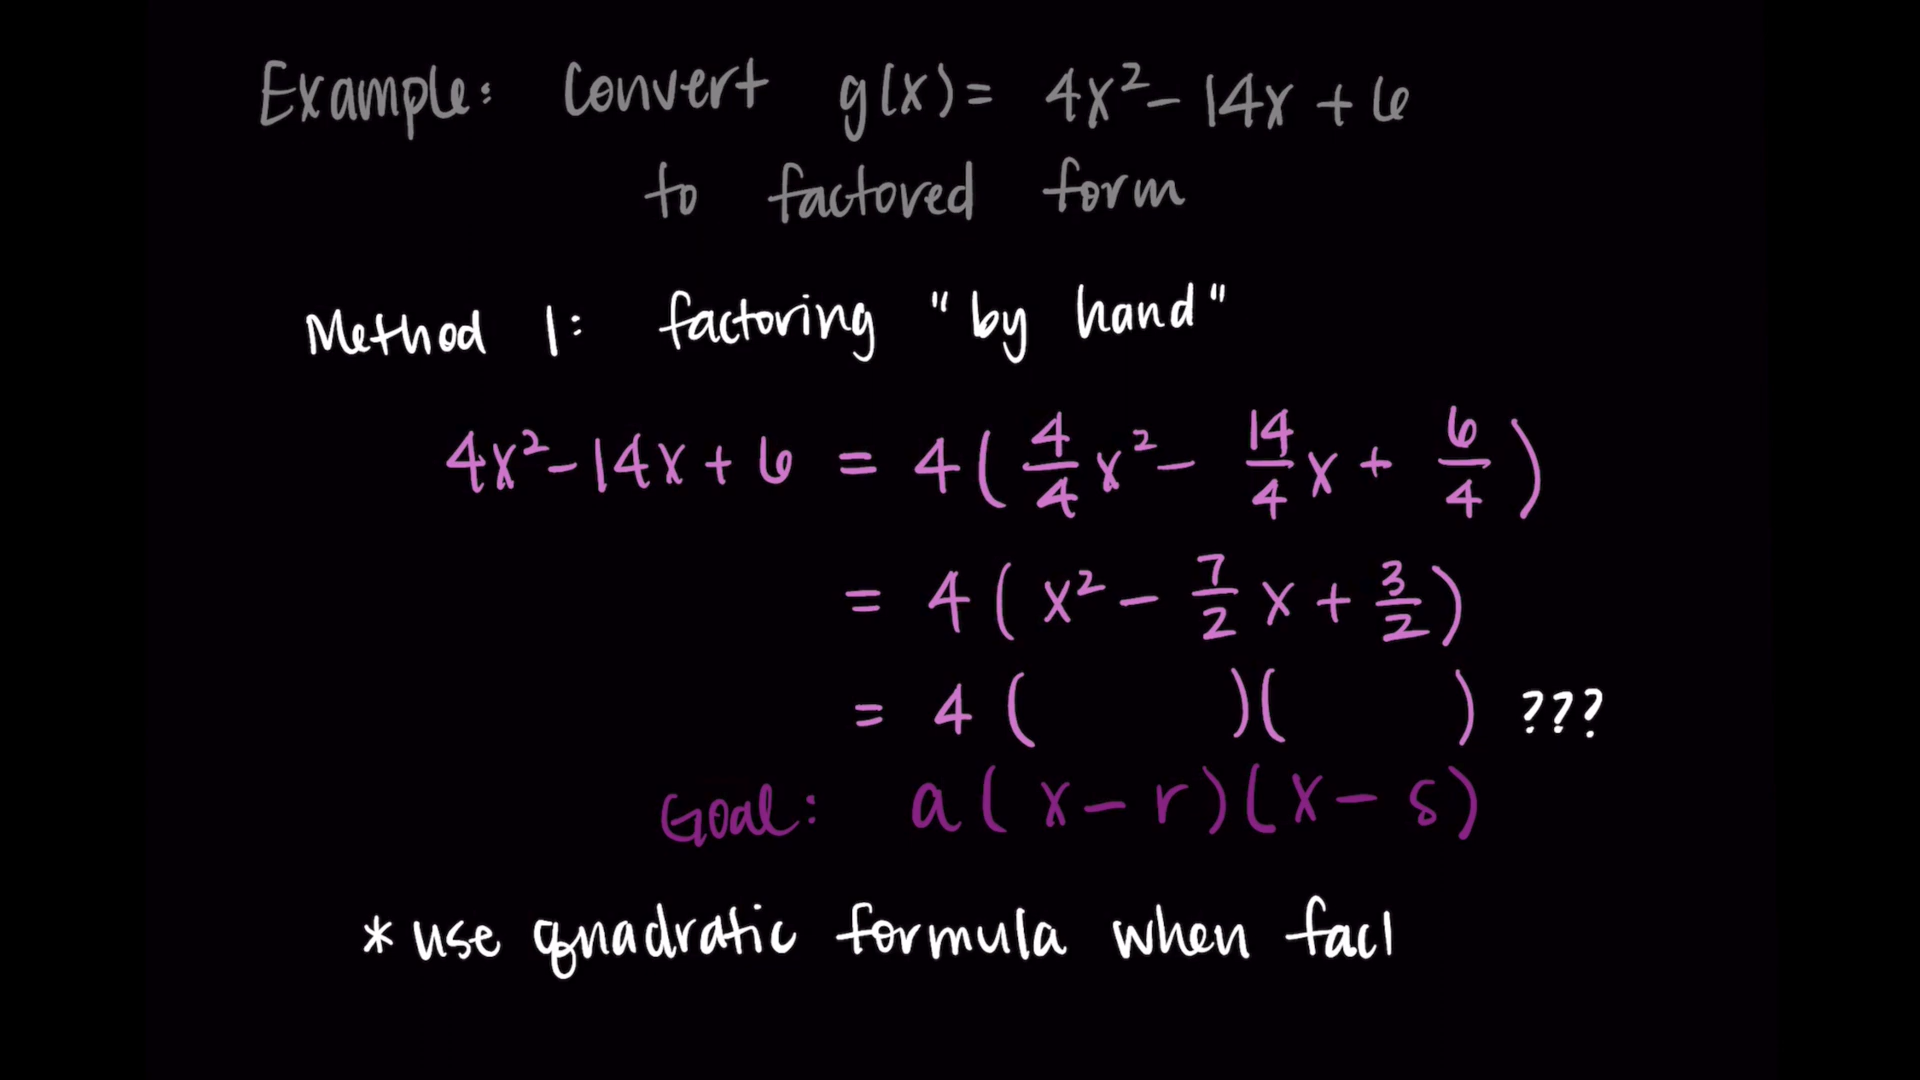 Example: Convert g(x) = 4x² - 14x + 6
to factored form
Method 1: factoring "by hand"
4x² - 14x + 6 = 4( 4/4 x² - 14/4 x + 6/4 )
= 4( x² - 7/2 x + 3/2 )
= 4( )( ) ???
Goal: a( x - r )( x - s )
* use quadratic formula when fac